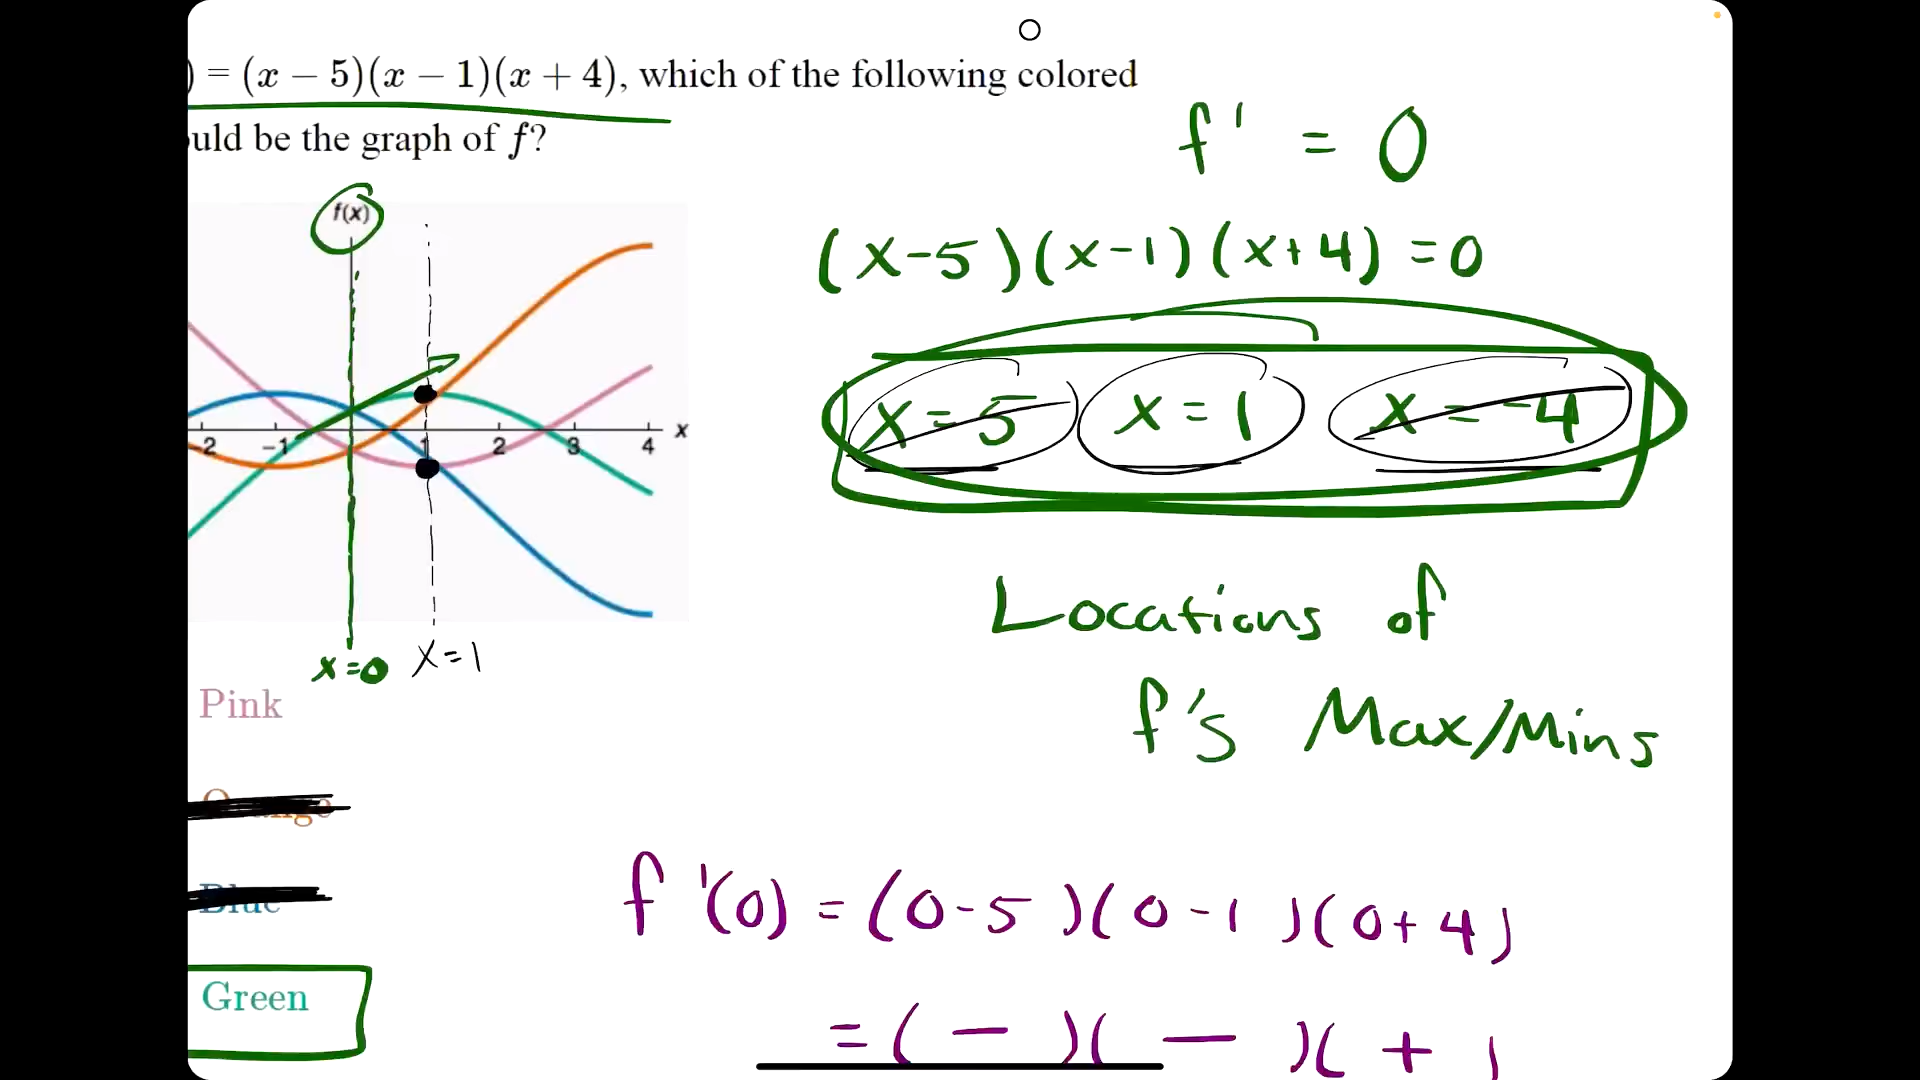 ) = (x − 5)(x − 1)(x + 4), which of the following colored
uld be the graph of f?
f' = 0
f(x)
(x-5)(x-1)(x+4) = 0
x = 5 x = 1 x = -4
x
-2 -1 1 2 3 4
Locations of
x=0 x=1
f's Max/Mins
Pink
Orange
Blue
f'(0) = (0-5)(0-1)(0+4)
Green
= ( − )( − )( + )